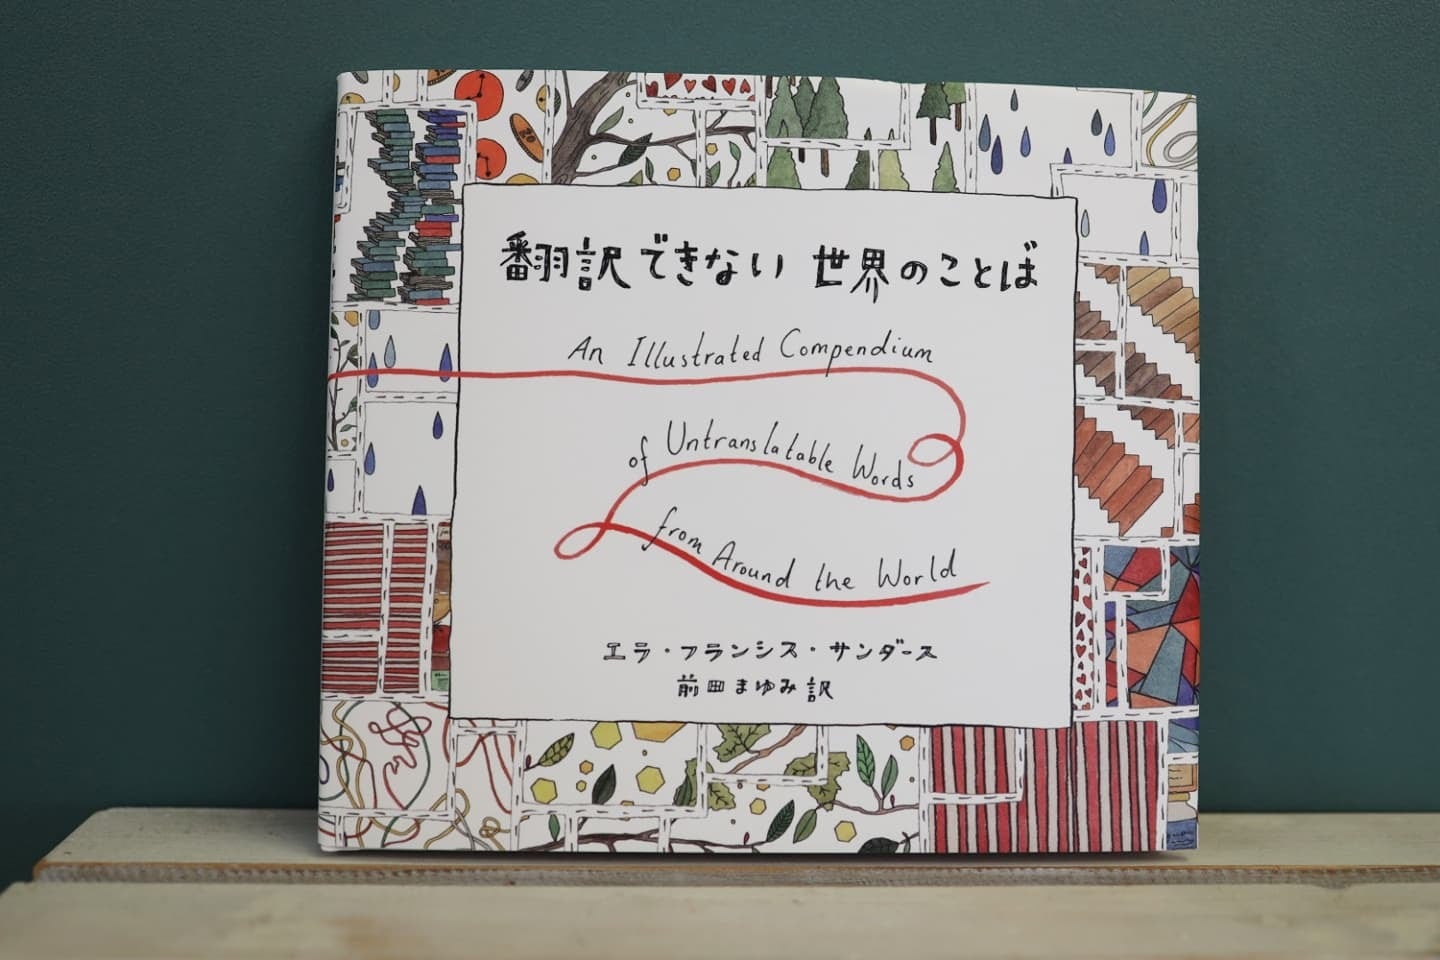 翻訳できない 世界のことば
An Illustrated Compendium
of Untranslatable Words
from Around the World
エラ・フランシス・サンダース
前田まゆみ 訳